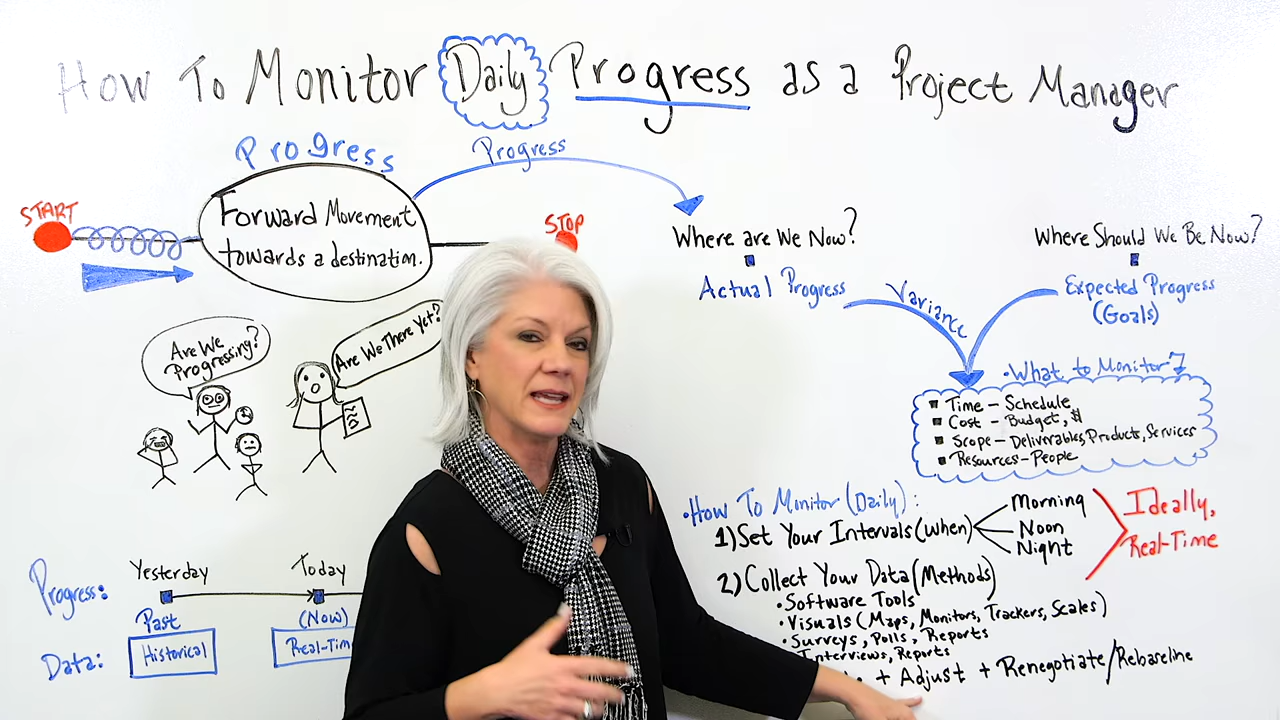 How To Monitor Daily Progress as a Project Manager
Progress
Progress
START
Forward Movement
towards a destination.
STOP
Are We
Progressing?
Are We There Yet?
Where are We Now?
Actual Progress
Variance
Where Should We Be Now?
Expected Progress
(Goals)
• What to Monitor?
▪ Time – Schedule
▪ Cost – Budget, $
▪ Scope – Deliverables, Products, Services
▪ Resources – People
• How To Monitor (Daily):
1) Set Your Intervals (when)
Morning
Noon
Night
Ideally,
Real-Time
2) Collect Your Data (Methods)
• Software Tools
• Visuals (Maps, Monitors, Trackers, Scales)
• Surveys, Polls, Reports
Interviews, Reports
+ Adjust + Renegotiate/Rebaseline
Progress:
Yesterday
Today
Past
(Now)
Data:
Historical
Real-Tim